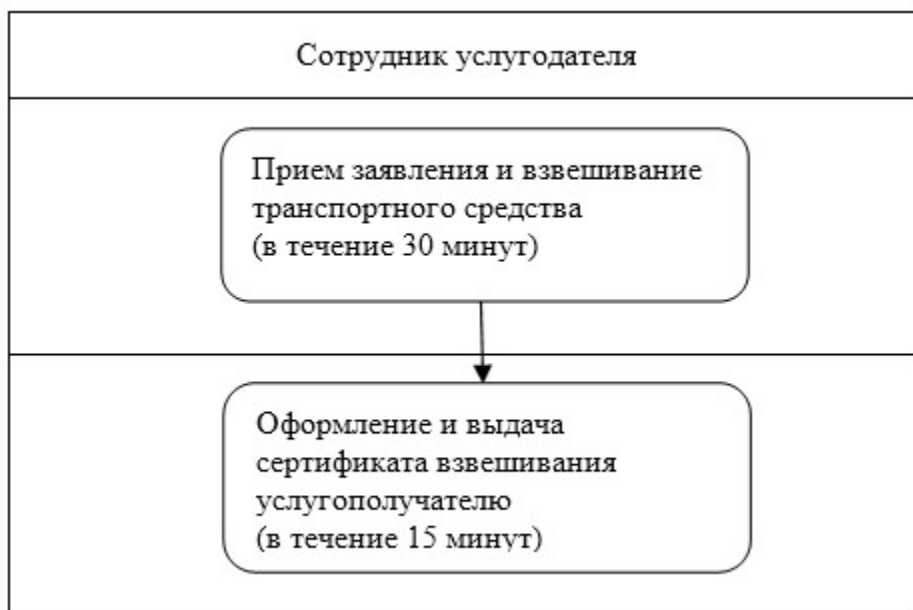 Сотрудник услугодателя
Прием заявления и взвешивание
транспортного средства
(в течение 30 минут)
Оформление и выдача
сертификата взвешивания
услугополучателю
(в течение 15 минут)